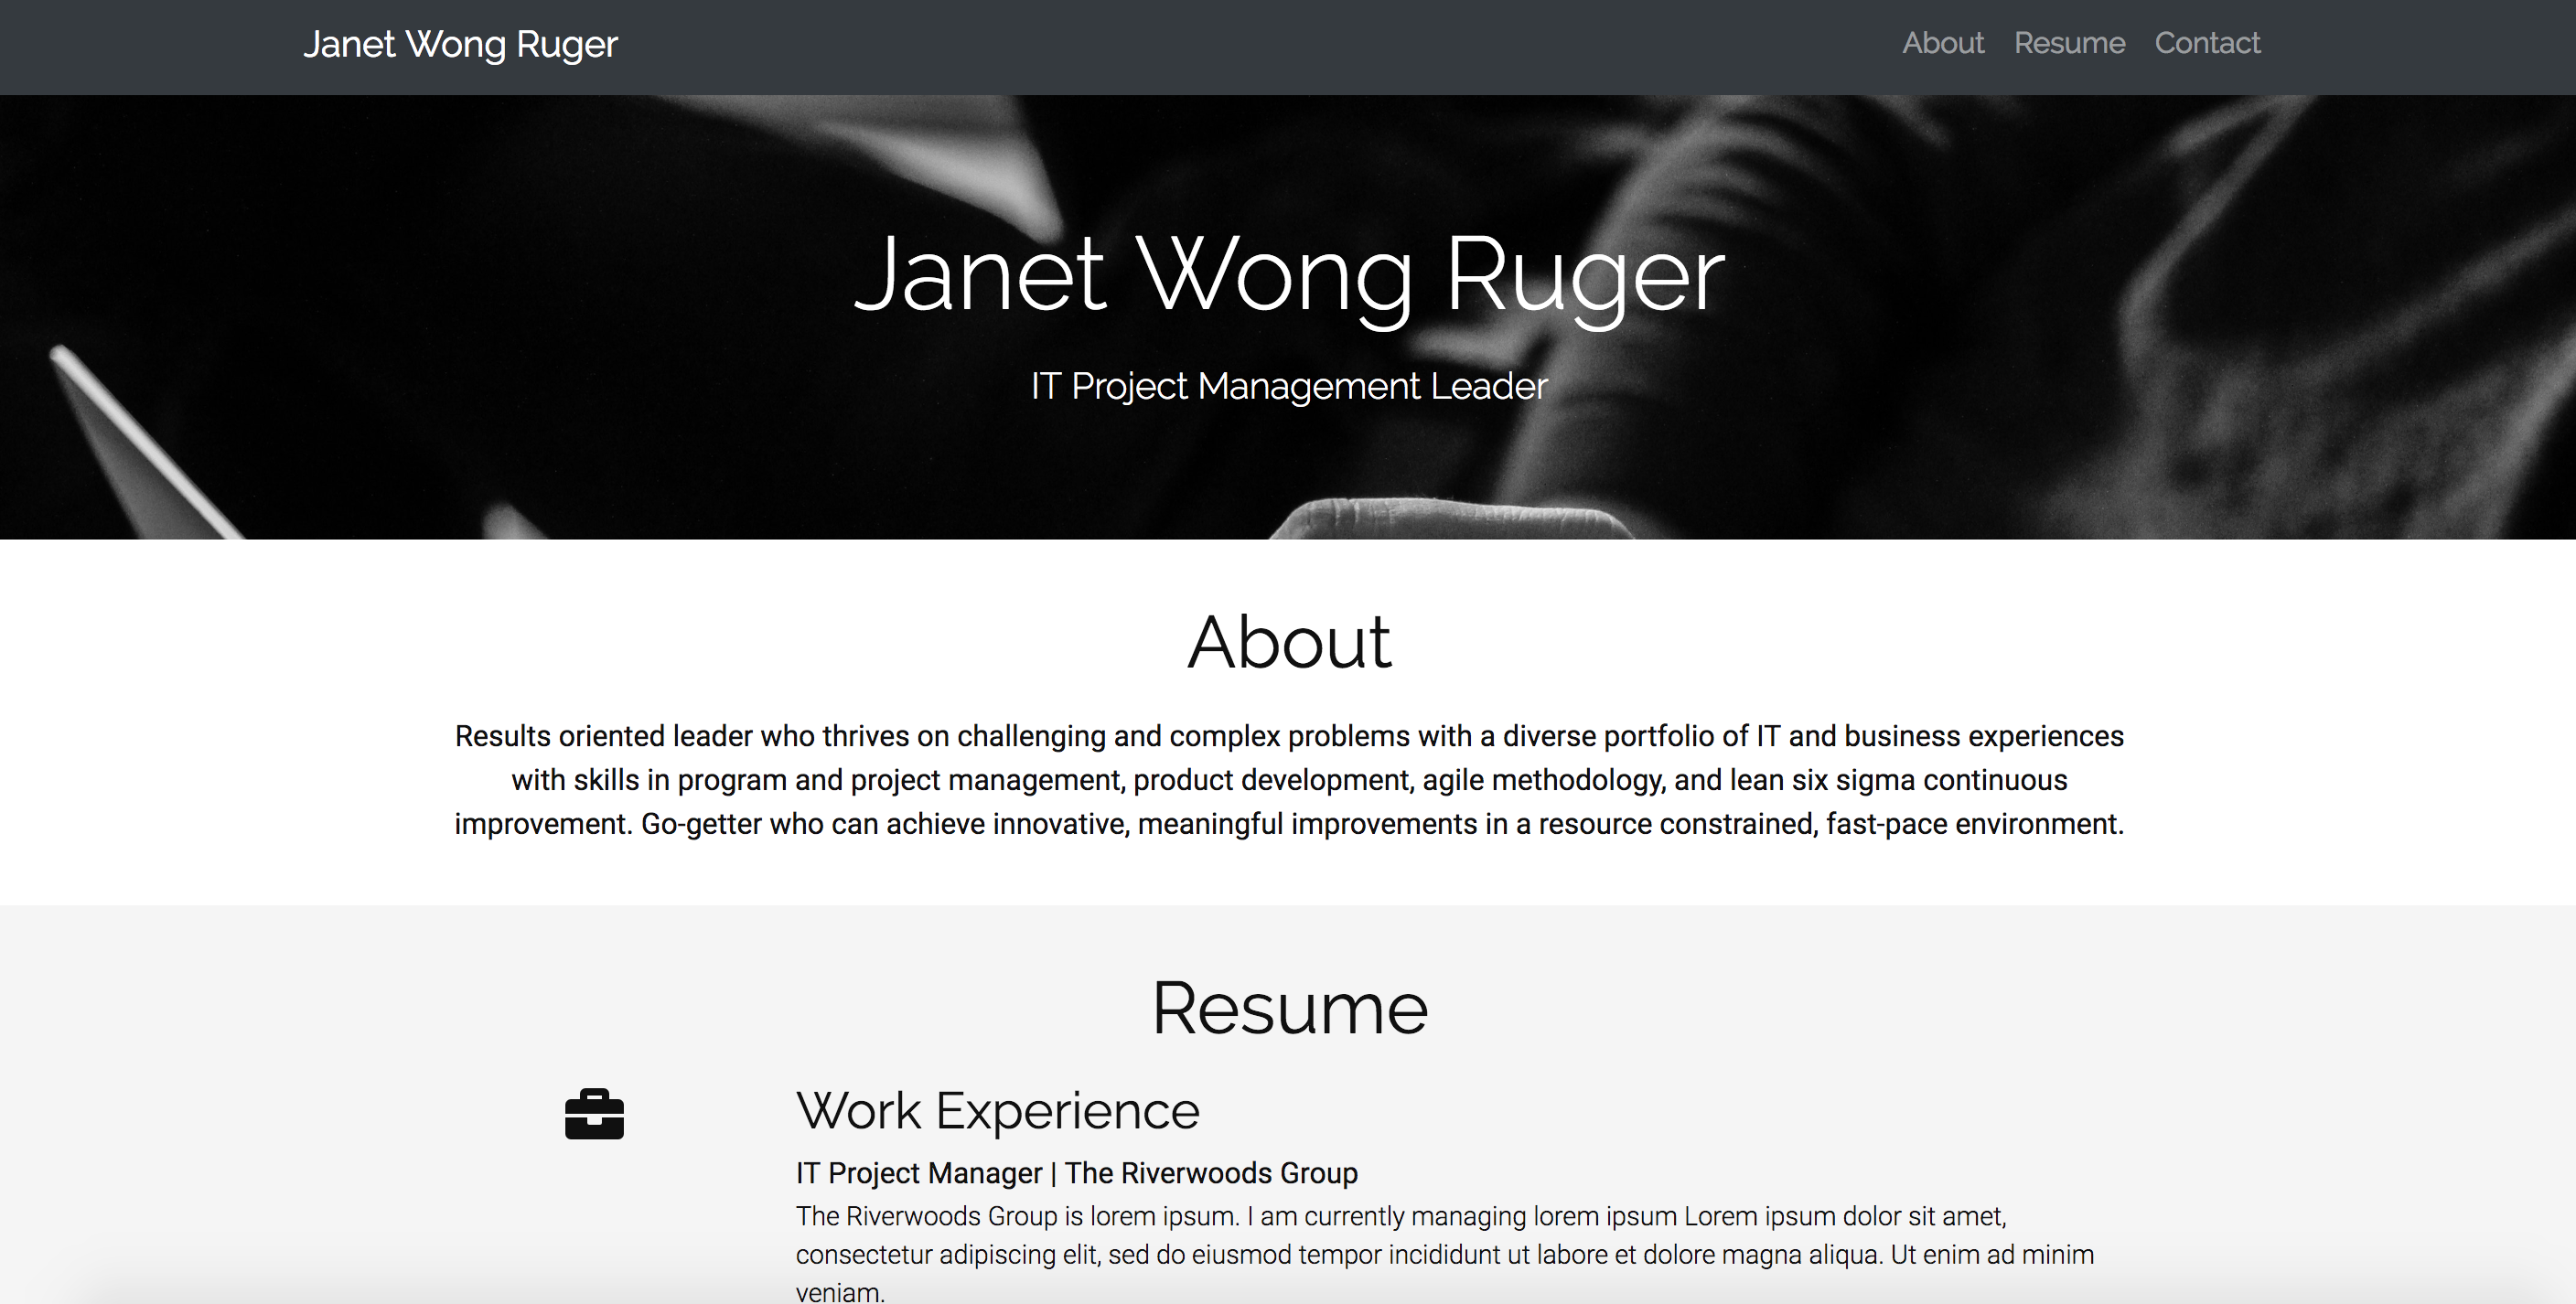 Janet Wong Ruger
About Resume Contact
Janet Wong Ruger
IT Project Management Leader
About
Results oriented leader who thrives on challenging and complex problems with a diverse portfolio of IT and business experiences
with skills in program and project management, product development, agile methodology, and lean six sigma continuous
improvement. Go-getter who can achieve innovative, meaningful improvements in a resource constrained, fast-pace environment.
Resume
Work Experience
IT Project Manager | The Riverwoods Group
The Riverwoods Group is lorem ipsum. I am currently managing lorem ipsum Lorem ipsum dolor sit amet,
consectetur adipiscing elit, sed do eiusmod tempor incididunt ut labore et dolore magna aliqua. Ut enim ad minim
veniam.